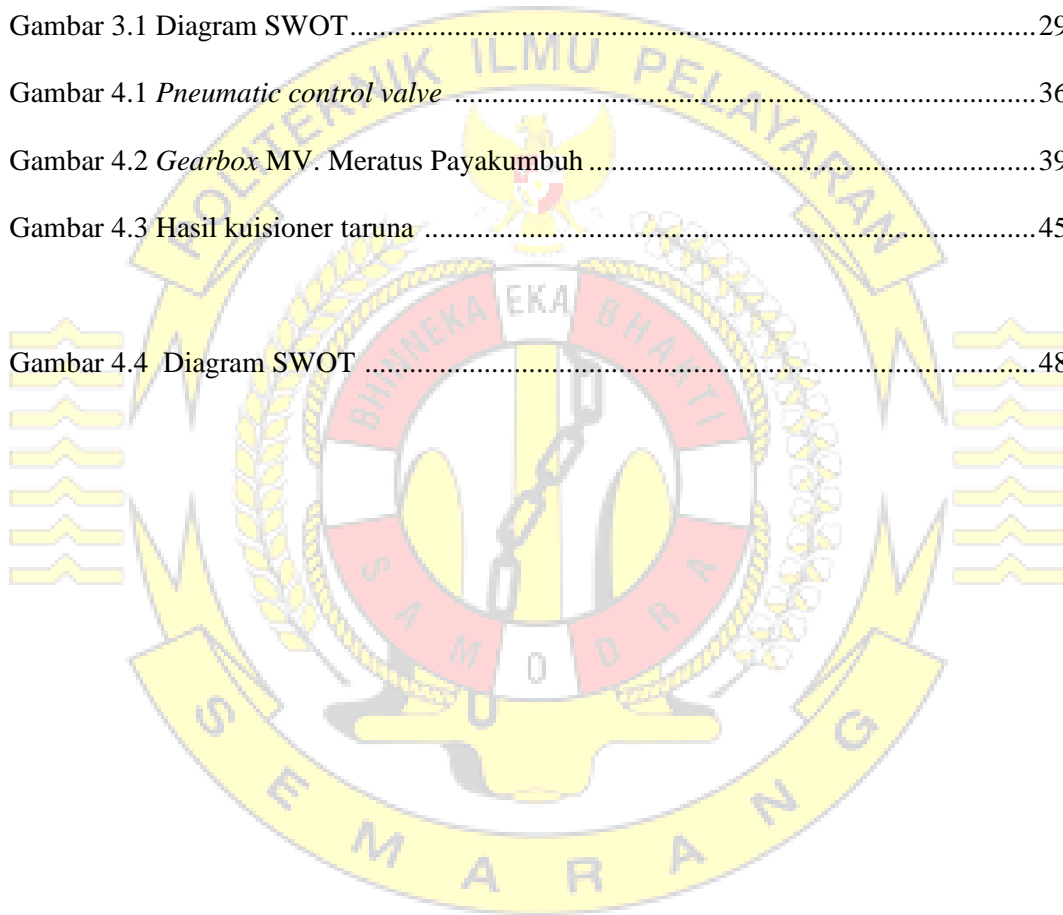 Gambar 3.1 Diagram SWOT..........................................................................................29
Gambar 4.1 Pneumatic control valve ..........................................................................36
Gambar 4.2 Gearbox MV. Meratus Payakumbuh ........................................................39
Gambar 4.3 Hasil kuisioner taruna ..............................................................................45
Gambar 4.4  Diagram SWOT ........................................................................................48
POLITEKNIK ILMU PELAYARAN
BHINNEKA EKA BHAKTI
SAMODRA
SEMARANG